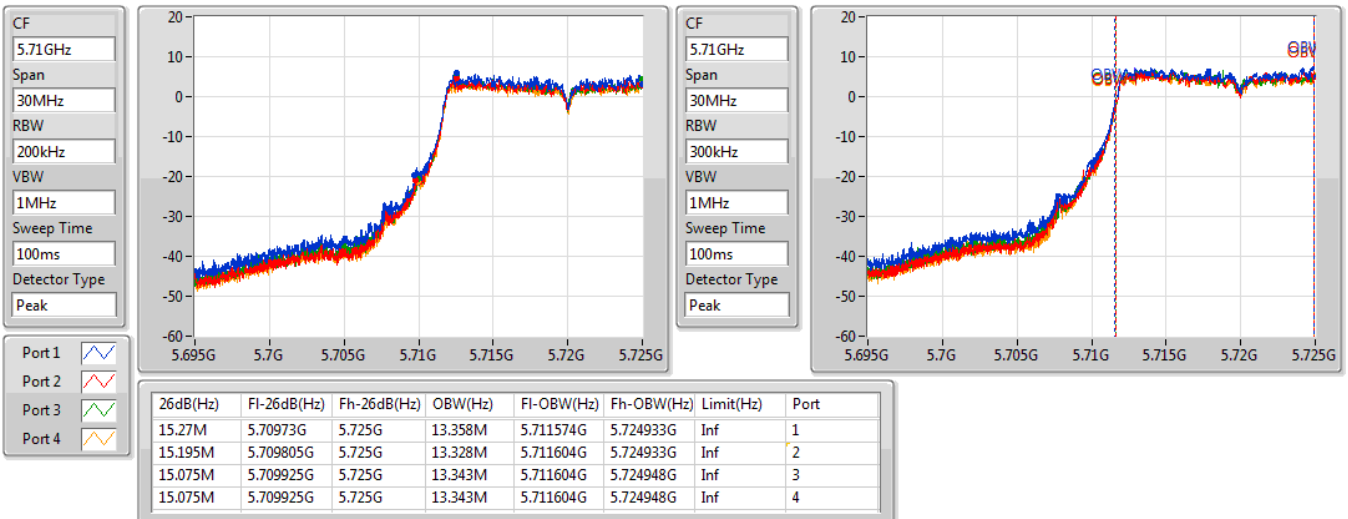 CF
5.71GHz
Span
30MHz
RBW
200kHz
VBW
1MHz
Sweep Time
100ms
Detector Type
Peak
20
10
0
-10
-20
-30
-40
-50
-60
5.695G 5.7G 5.705G 5.71G 5.715G 5.72G 5.725G
CF
5.71GHz
Span
30MHz
RBW
300kHz
VBW
1MHz
Sweep Time
100ms
Detector Type
Peak
20
10
0
-10
-20
-30
-40
-50
-60
OBW
OBW
5.695G 5.7G 5.705G 5.71G 5.715G 5.72G 5.725G
Port 1
Port 2
Port 3
Port 4
26dB(Hz) Fl-26dB(Hz) Fh-26dB(Hz) OBW(Hz) Fl-OBW(Hz) Fh-OBW(Hz) Limit(Hz) Port
15.27M 5.70973G 5.725G 13.358M 5.711574G 5.724933G Inf 1
15.195M 5.709805G 5.725G 13.328M 5.711604G 5.724933G Inf 2
15.075M 5.709925G 5.725G 13.343M 5.711604G 5.724948G Inf 3
15.075M 5.709925G 5.725G 13.343M 5.711604G 5.724948G Inf 4